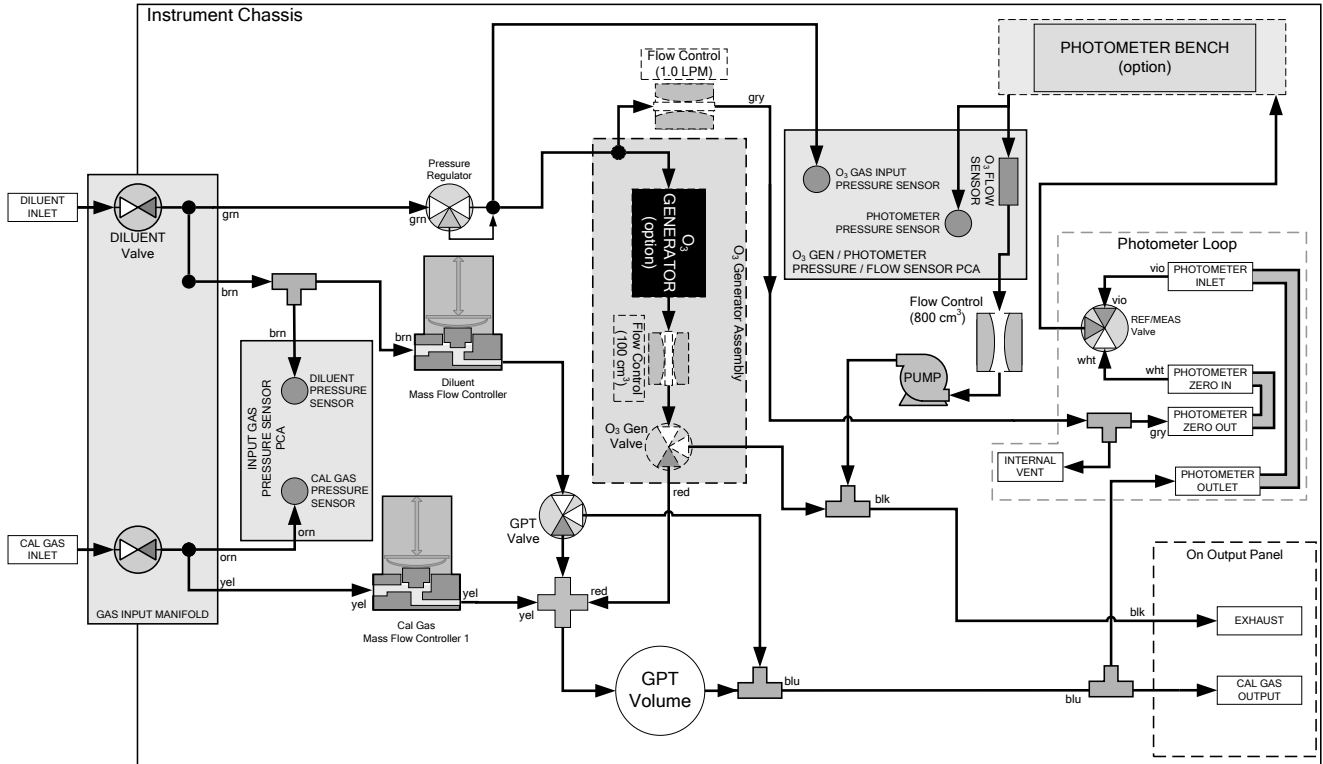 Instrument Chassis
Flow Control
(1.0 LPM)
gry
PHOTOMETER BENCH
(option)
Pressure
Regulator
O3 GAS INPUT
PRESSURE SENSOR
O3 FLOW
SENSOR
PHOTOMETER
PRESSURE SENSOR
O3 GEN / PHOTOMETER
PRESSURE / FLOW SENSOR PCA
DILUENT
INLET
DILUENT
Valve
grn
grn
O3
GENERATOR
(option)
O3 Generator Assembly
Photometer Loop
vio
PHOTOMETER
INLET
vio
REF/MEAS
Valve
wht
wht
PHOTOMETER
ZERO IN
PHOTOMETER
ZERO OUT
gry
INTERNAL
VENT
PHOTOMETER
OUTLET
brn
brn
brn
Diluent
Mass Flow Controller
Flow Control
(100 cm3)
Flow Control
(800 cm3)
PUMP
DILUENT
PRESSURE
SENSOR
INPUT GAS
PRESSURE SENSOR
PCA
CAL GAS
PRESSURE
SENSOR
O3 Gen
Valve
red
blk
GPT
Valve
orn
orn
CAL GAS
INLET
yel
yel
yel
yel
red
GAS INPUT MANIFOLD
Cal Gas
Mass Flow Controller 1
GPT
Volume
blu
blu
On Output Panel
blk
EXHAUST
CAL GAS
OUTPUT